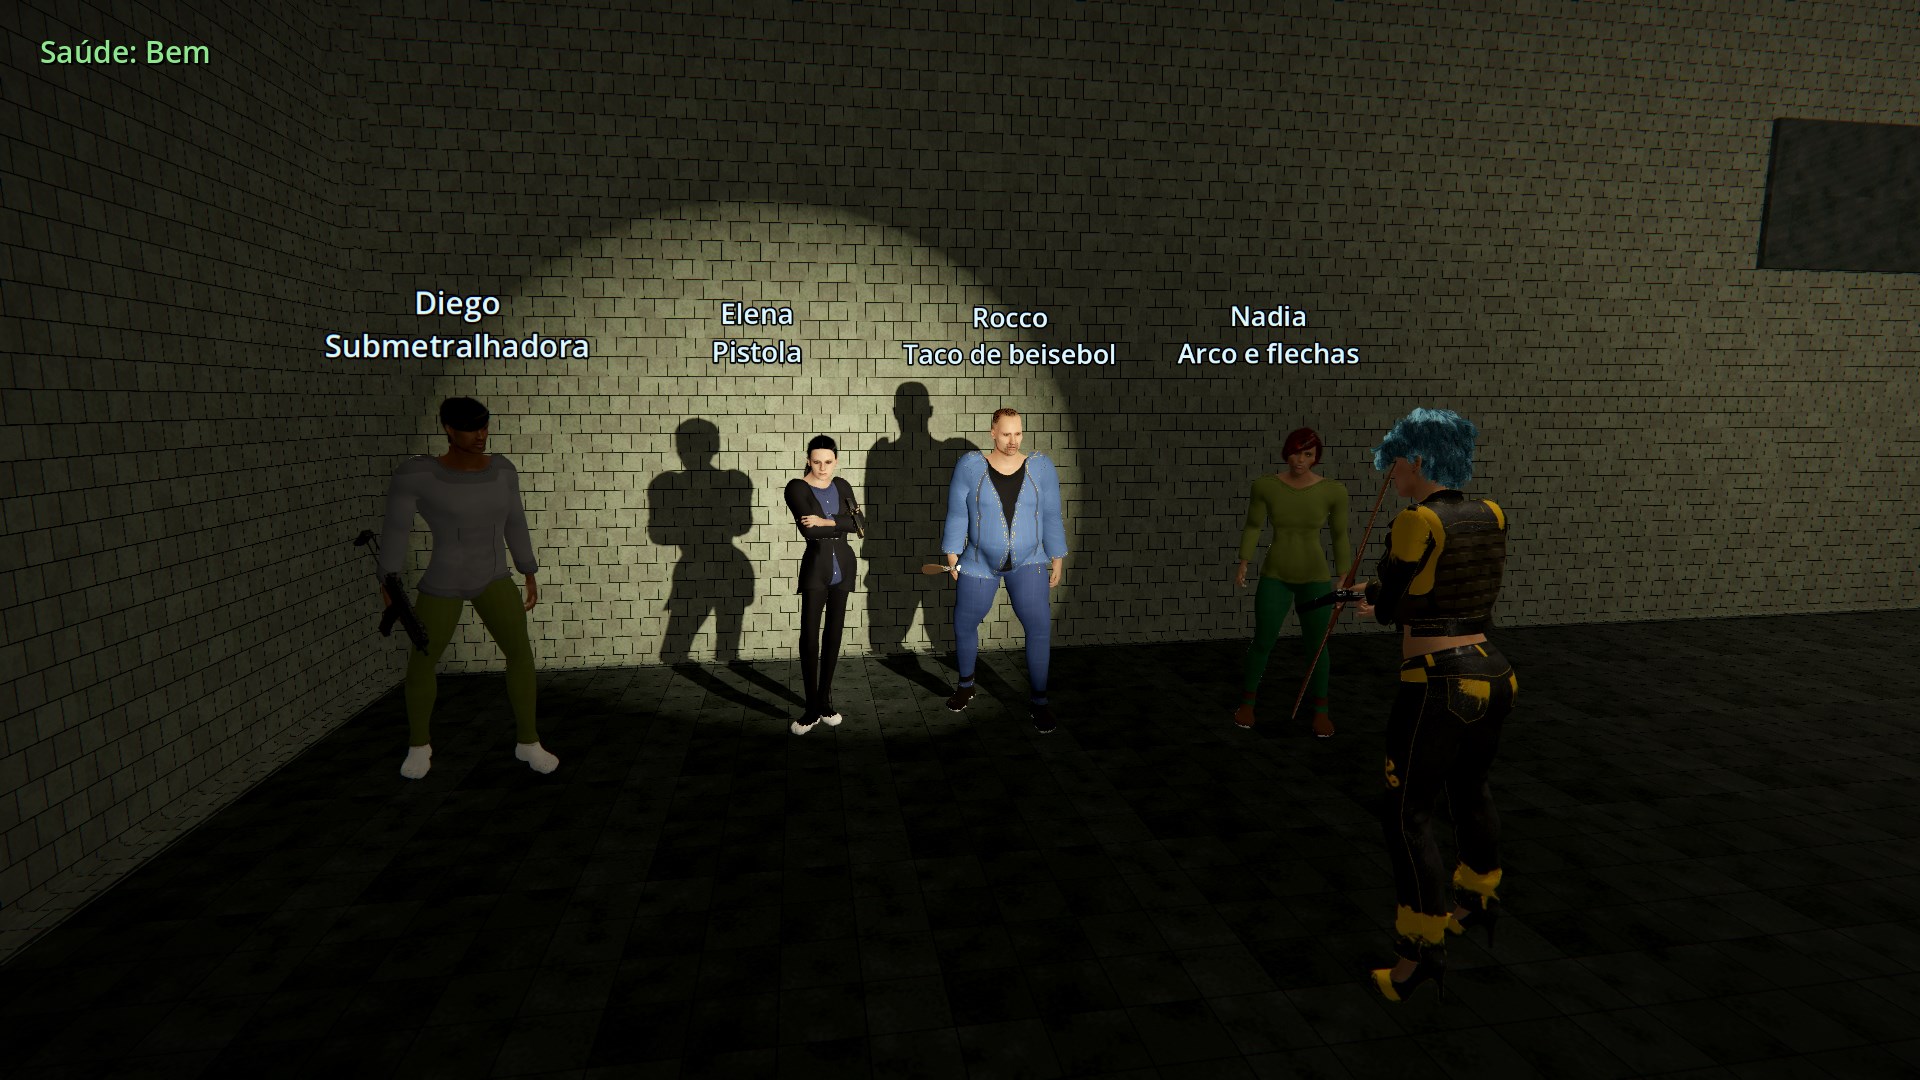 Saúde: Bem
Diego
Submetralhadora
Elena
Pistola
Rocco
Taco de beisebol
Nadia
Arco e flechas